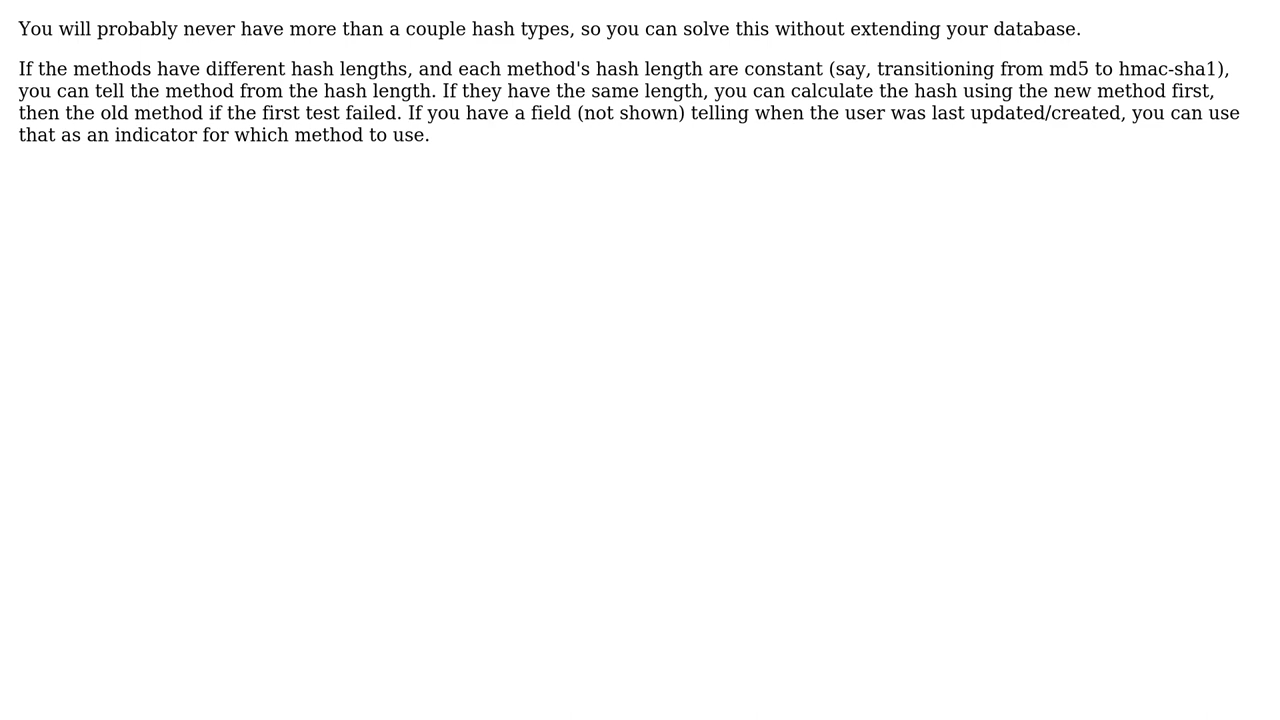 You will probably never have more than a couple hash types, so you can solve this without extending your database.
If the methods have different hash lengths, and each method's hash length are constant (say, transitioning from md5 to hmac-sha1),
you can tell the method from the hash length. If they have the same length, you can calculate the hash using the new method first,
then the old method if the first test failed. If you have a field (not shown) telling when the user was last updated/created, you can use
that as an indicator for which method to use.